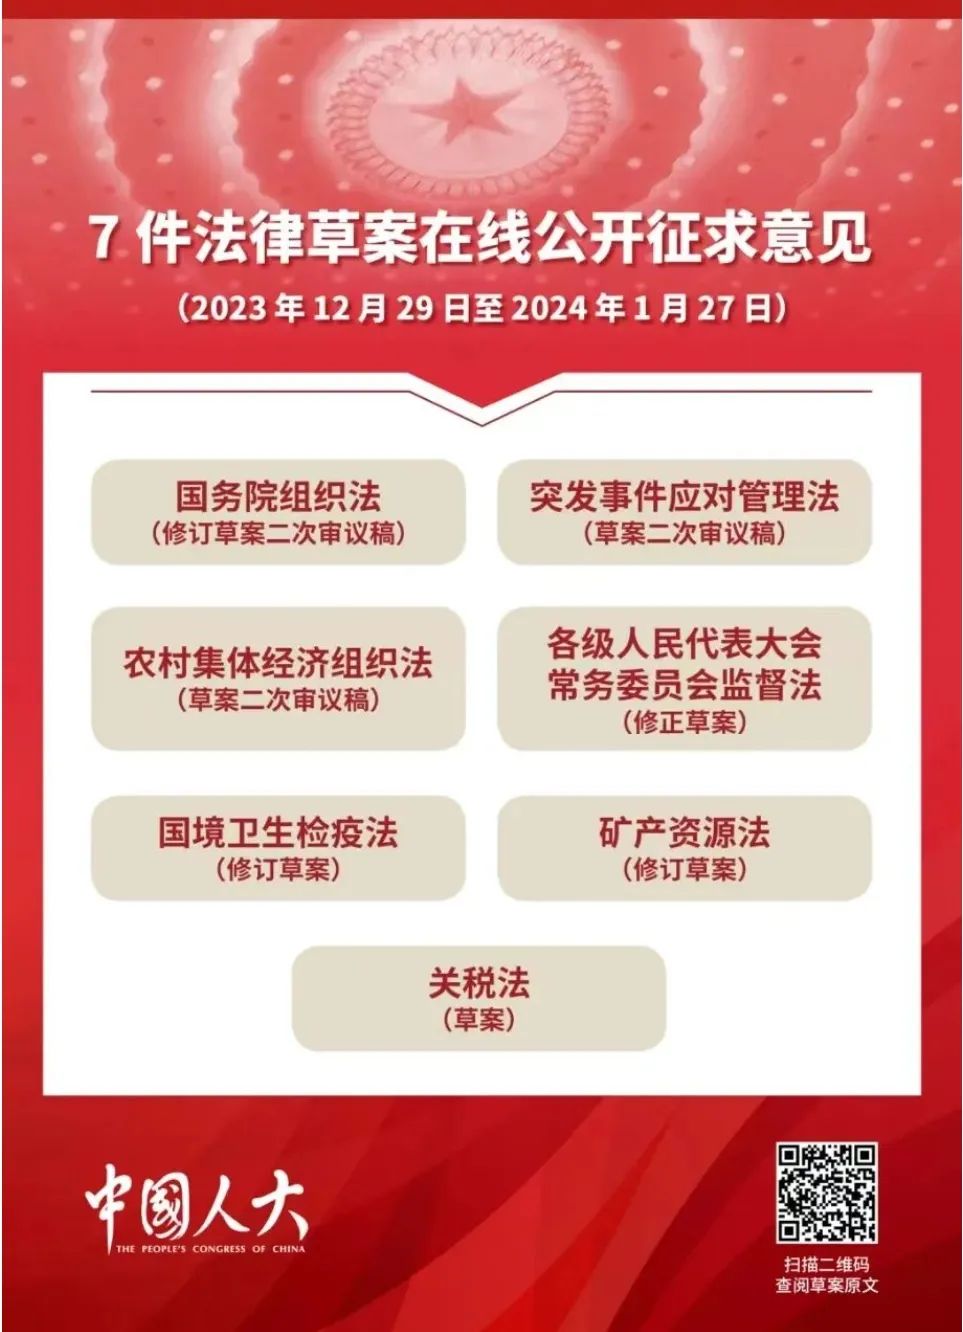 7 件法律草案在线公开征求意见
（2023 年 12 月 29 日至 2024 年 1 月 27 日）
国务院组织法
（修订草案二次审议稿）
突发事件应对管理法
（草案二次审议稿）
农村集体经济组织法
（草案二次审议稿）
各级人民代表大会
常务委员会监督法
（修正草案）
国境卫生检疫法
（修订草案）
矿产资源法
（修订草案）
关税法
（草案）
中國人大
THE PEOPLE'S CONGRESS OF CHINA
扫描二维码
查阅草案原文